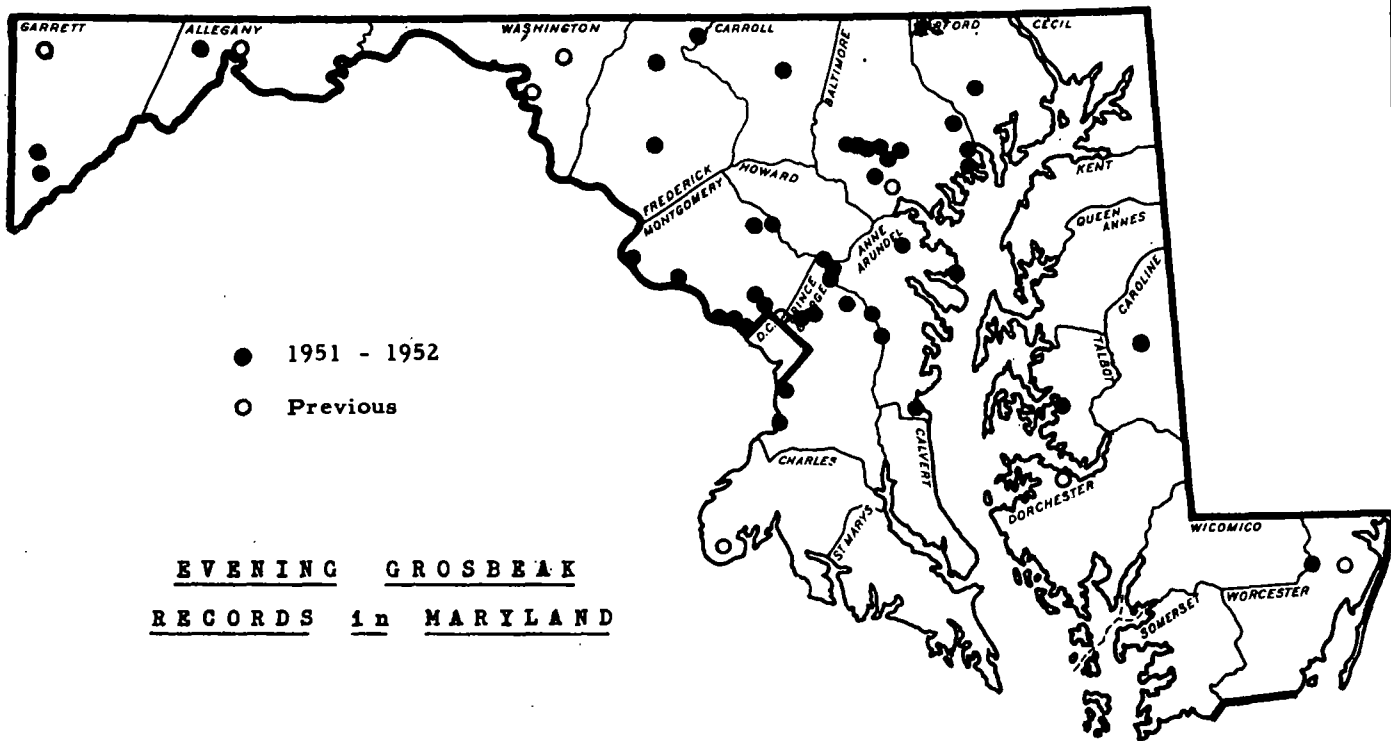 GARRETT
ALLEGANY
WASHINGTON
CARROLL
BALTIMORE
CECIL
FREDERICK
MONTGOMERY
HOWARD
KENT
QUEEN
ANNES
ANNE
ARUNDEL
CAROLINE
PRINCE
D.C.
TALBOT
1951 - 1952
Previous
CHARLES
CALVERT
DORCHESTER
ST MARYS
WICOMICO
WORCESTER
SOMERSET
EVENING GROSBEAK
RECORDS in MARYLAND